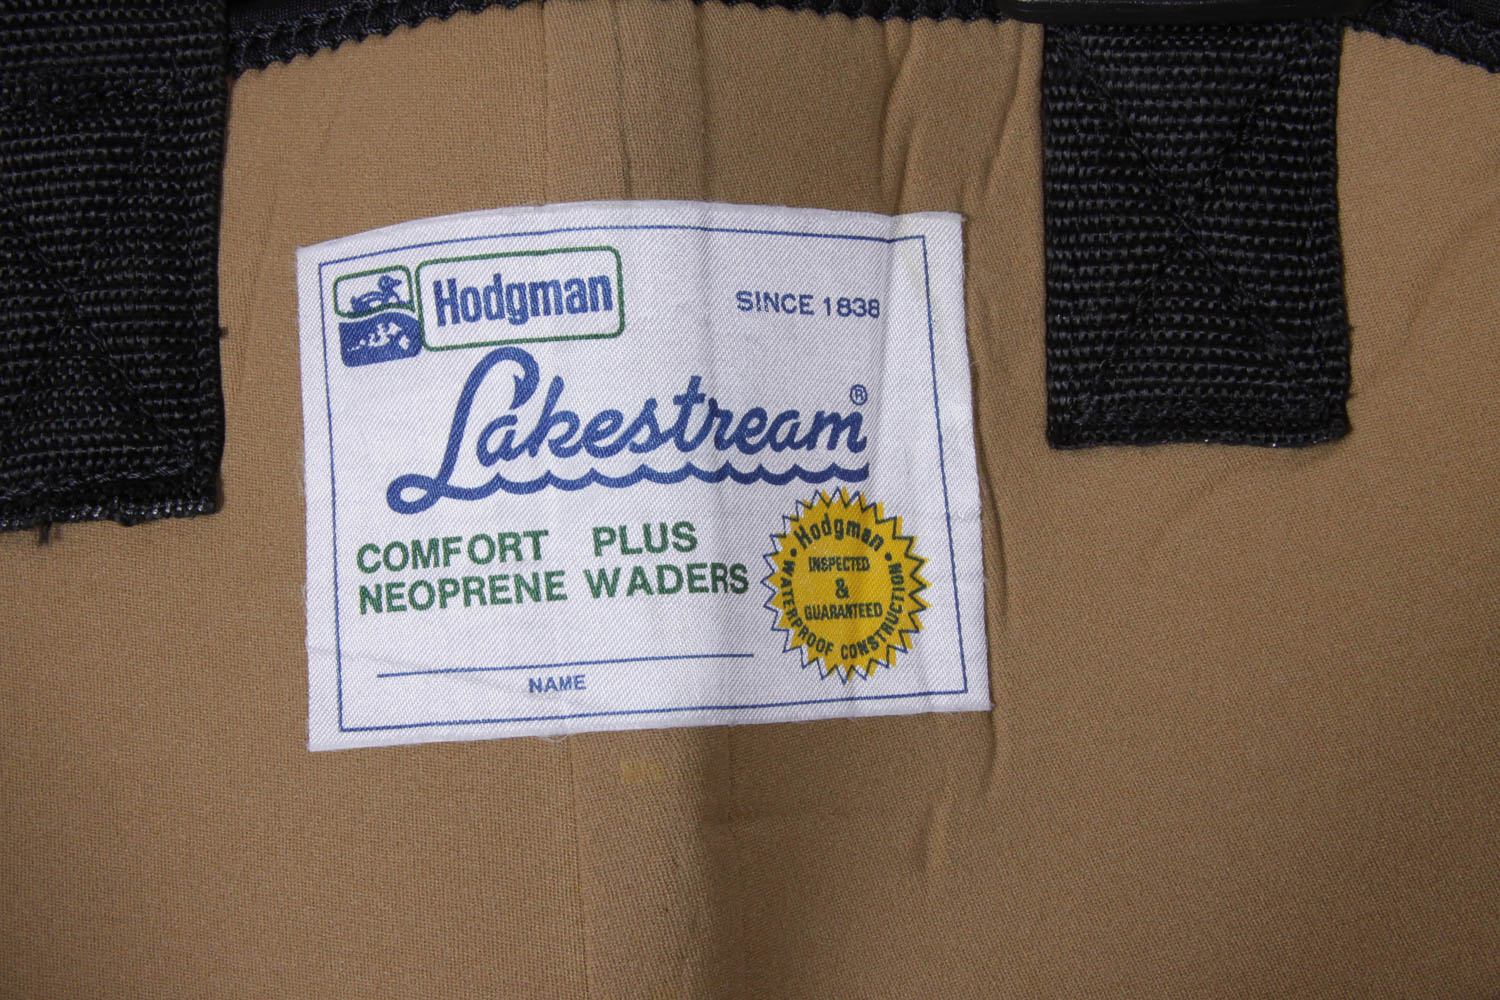 Hodgman
SINCE 1838
Lakestream®
COMFORT PLUS
NEOPRENE WADERS
NAME
Hodgman
INSPECTED
&
GUARANTEED
• WATERPROOF CONSTRUCTION •